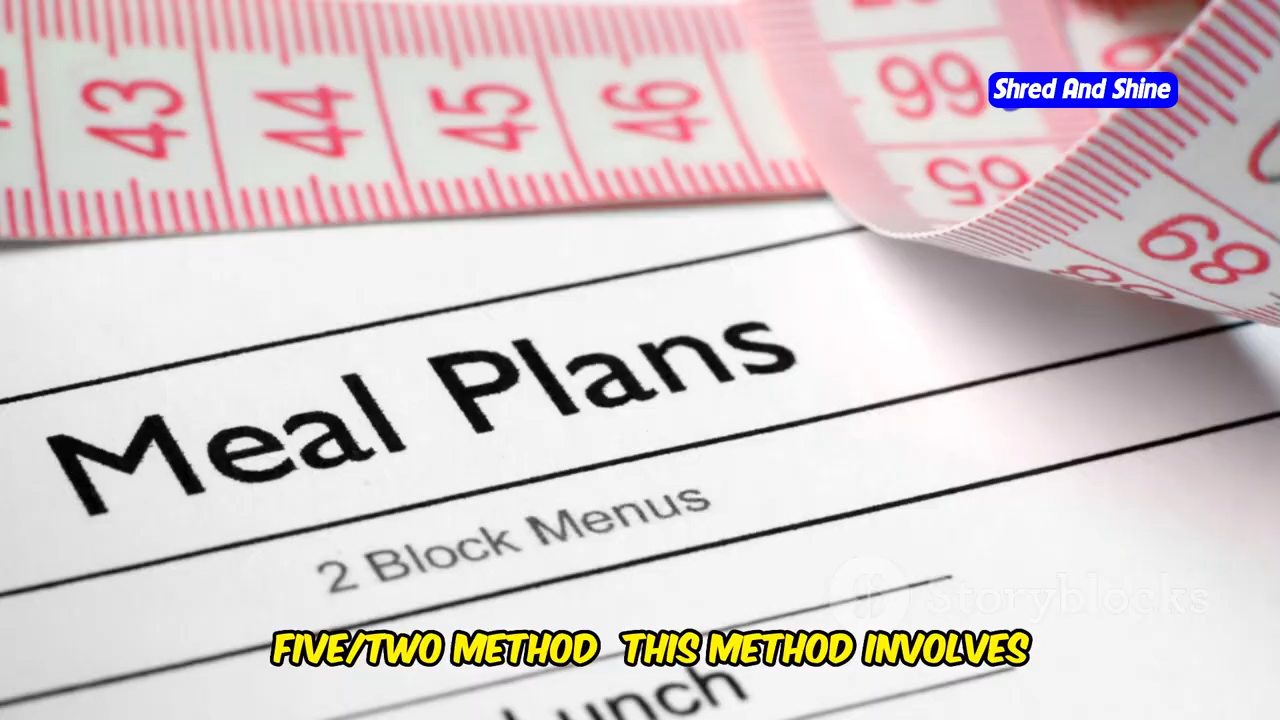 43 44 45 46
99
Shred And Shine
55
68
Meal Plans
2 Block Menus
Storyblocks
FIVE/TWO METHOD THIS METHOD INVOLVES
Lunch